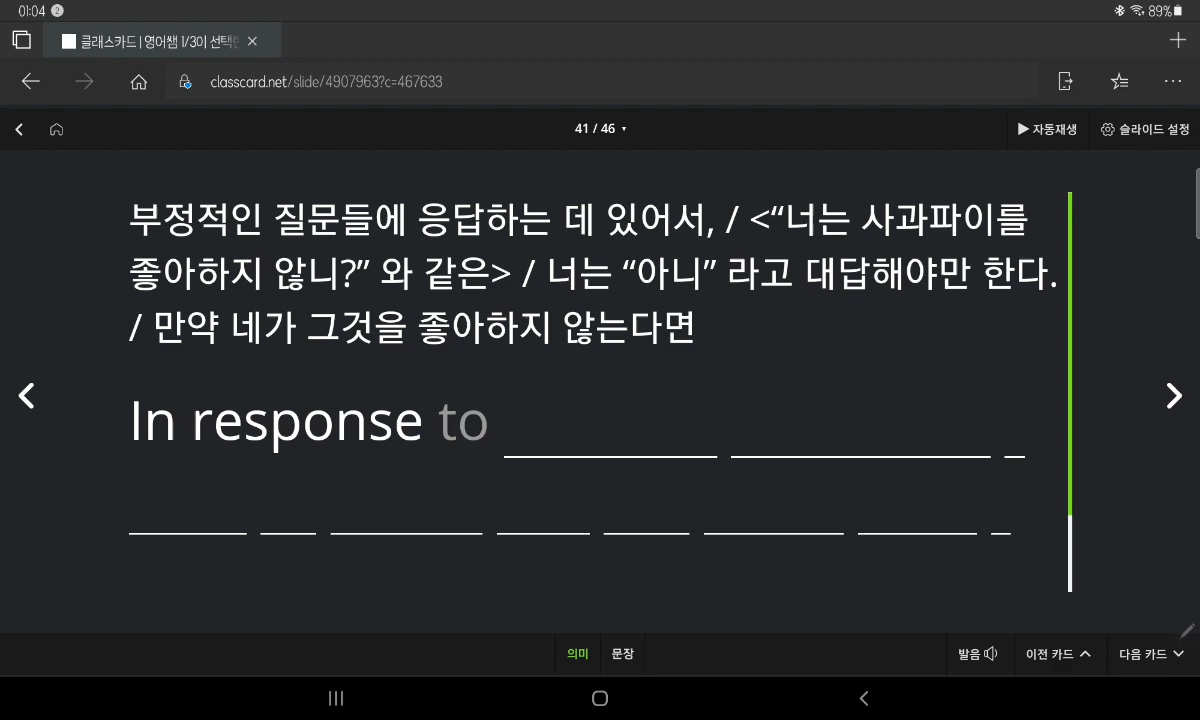 01:04 2 89%
클래스카드 | 영어쌤 1/3이 선택한
classcard.net/slide/4907963?c=467633
41 / 46 자동재생 슬라이드 설정
부정적인 질문들에 응답하는 데 있어서, / <“너는 사과파이를
좋아하지 않니?” 와 같은> / 너는 “아니” 라고 대답해야만 한다.
/ 만약 네가 그것을 좋아하지 않는다면
In response to
의미 문장 발음 이전 카드 다음 카드